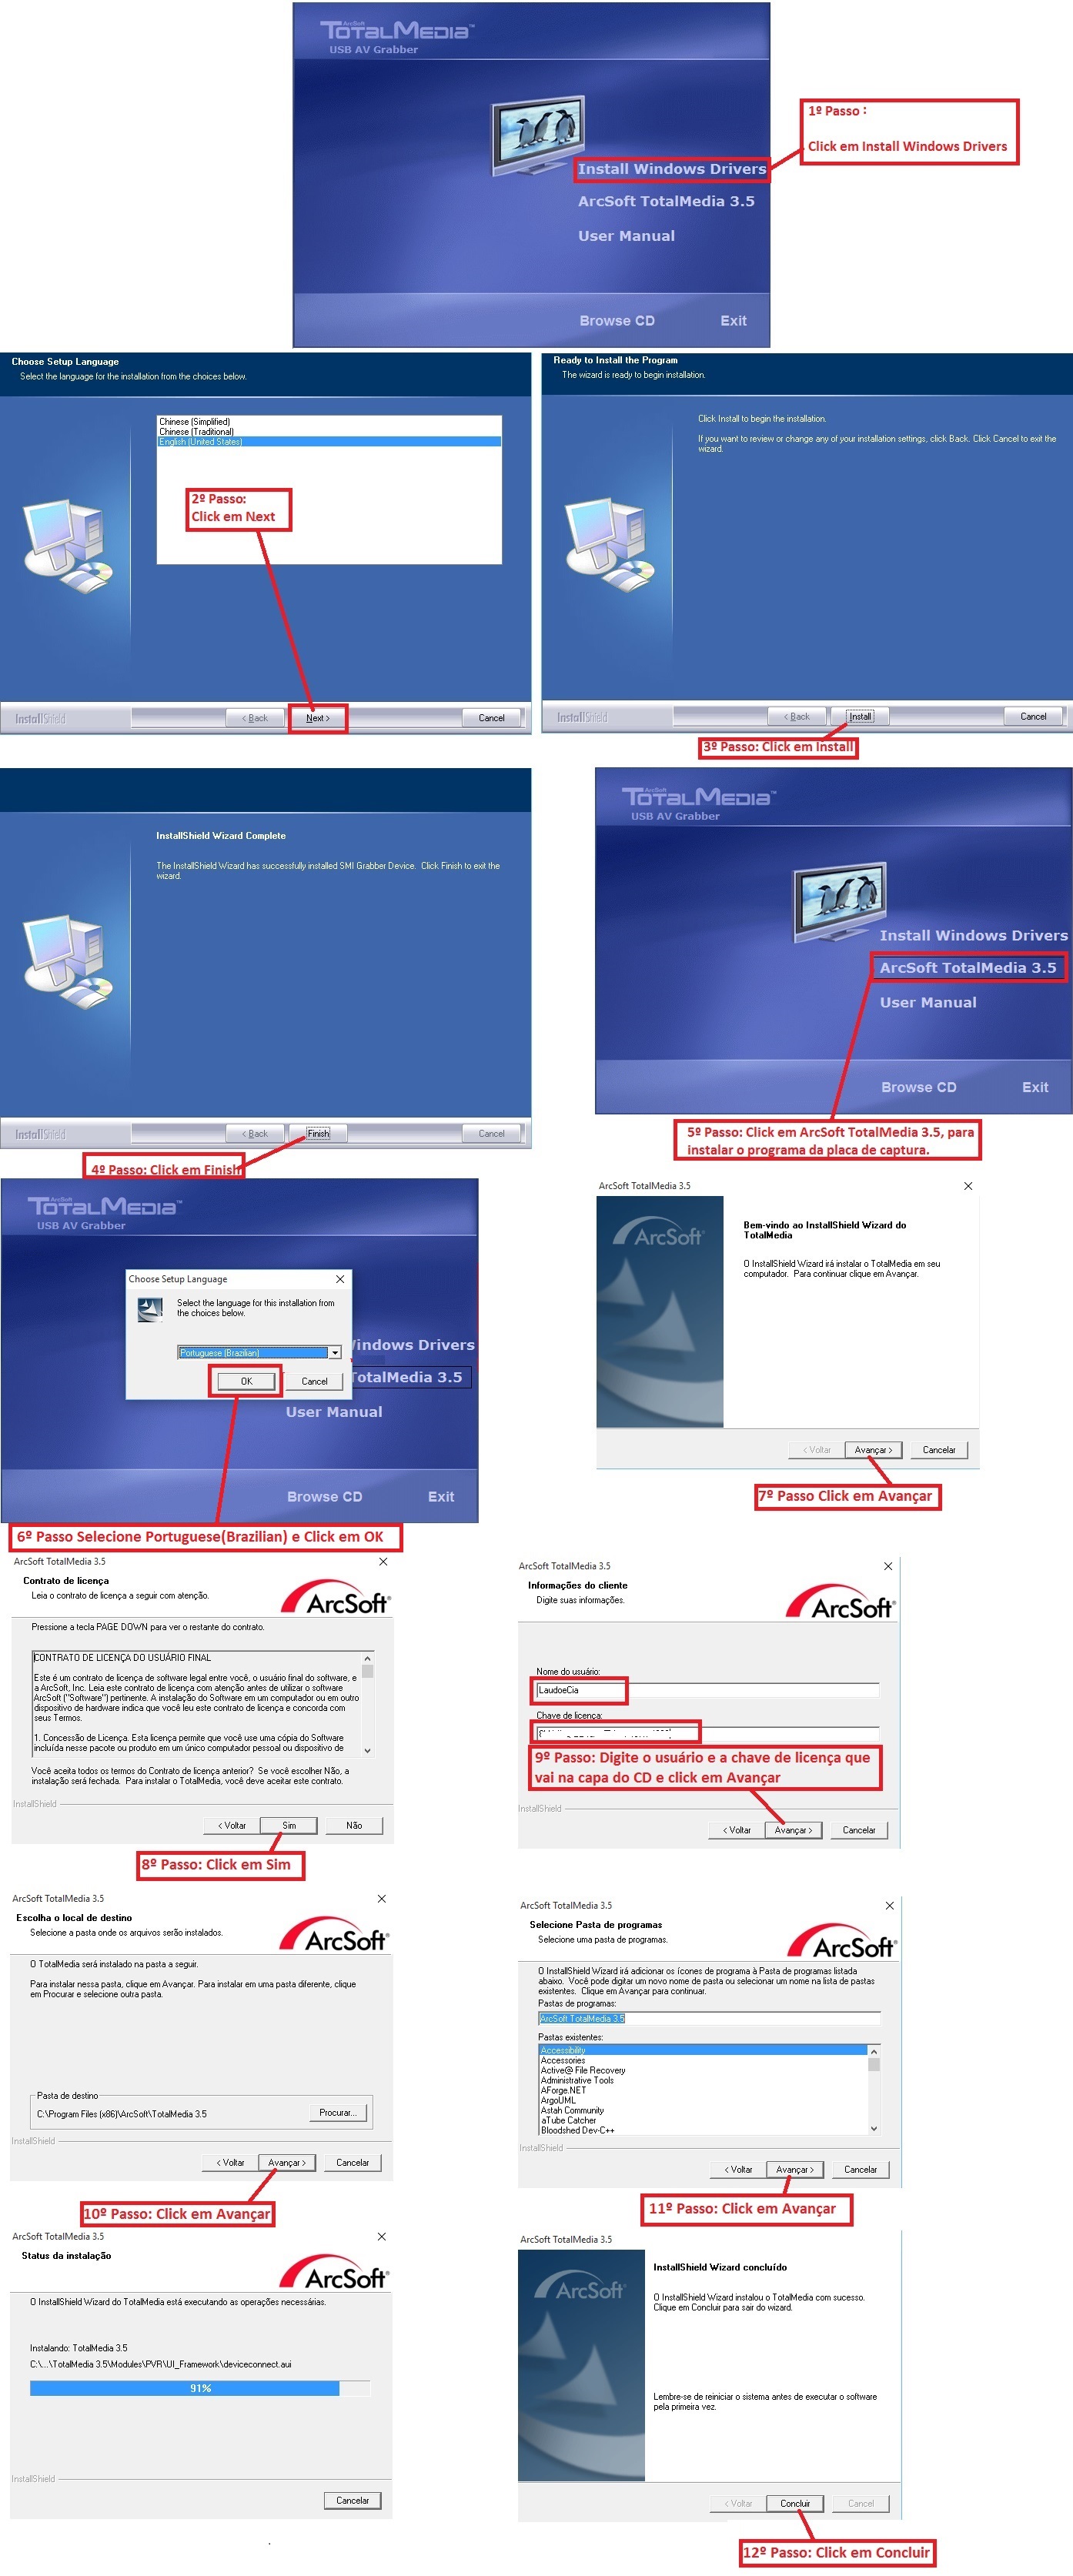 ArcSoft
TOTALMEDIA™
USB AV Grabber
Install Windows Drivers
ArcSoft TotalMedia 3.5
User Manual
Browse CD Exit
1º Passo :
Click em Install Windows Drivers
Choose Setup Language
Select the language for the installation from the choices below.
Chinese (Simplified)
Chinese (Traditional)
English (United States)
2º Passo:
Click em Next
InstallShield
< Back Next > Cancel
Ready to Install the Program
The wizard is ready to begin installation.
Click Install to begin the installation.
If you want to review or change any of your installation settings, click Back. Click Cancel to exit the
wizard.
InstallShield
< Back Install Cancel
3º Passo: Click em Install
InstallShield Wizard Complete
The InstallShield Wizard has successfully installed SMI Grabber Device. Click Finish to exit the
wizard.
InstallShield
< Back Finish Cancel
4º Passo: Click em Finish
ArcSoft
TOTALMEDIA™
USB AV Grabber
Install Windows Drivers
ArcSoft TotalMedia 3.5
User Manual
Browse CD Exit
5º Passo: Click em ArcSoft TotalMedia 3.5, para
instalar o programa da placa de captura.
ArcSoft
TOTALMEDIA™
USB AV Grabber
Choose Setup Language
Select the language for this installation from
the choices below.
Portuguese (Brazilian)
OK Cancel
Windows Drivers
TotalMedia 3.5
User Manual
Browse CD Exit
6º Passo Selecione Portuguese(Brazilian) e Click em OK
ArcSoft TotalMedia 3.5
ArcSoft®
Bem-vindo ao InstallShield Wizard do
TotalMedia
O InstallShield Wizard irá instalar o TotalMedia em seu
computador. Para continuar clique em Avançar.
< Voltar Avançar > Cancelar
7º Passo Click em Avançar
ArcSoft TotalMedia 3.5
Contrato de licença
Leia o contrato de licença a seguir com atenção.
ArcSoft®
Pressione a tecla PAGE DOWN para ver o restante do contrato.
CONTRATO DE LICENÇA DO USUÁRIO FINAL
Este é um contrato de licença de software legal entre você, o usuário final do software, e
a ArcSoft, Inc. Leia este contrato de licença com atenção antes de utilizar o software
ArcSoft ("Software") pertinente. A instalação do Software em um computador ou em outro
dispositivo de hardware indica que você leu este contrato de licença e concorda com
seus Termos.
1. Concessão de Licença. Esta licença permite que você use uma cópia do Software
incluída nesse pacote ou produto em um único computador pessoal ou dispositivo de
Você aceita todos os termos do Contrato de licença anterior? Se você escolher Não, a
instalação será fechada. Para instalar o TotalMedia, você deve aceitar este contrato.
InstallShield
< Voltar Sim Não
8º Passo: Click em Sim
ArcSoft TotalMedia 3.5
Informações do cliente
Digite suas informações.
ArcSoft®
Nome do usuário:
LaudoeCia
Chave de licença:
9º Passo: Digite o usuário e a chave de licença que
vai na capa do CD e click em Avançar
InstallShield
< Voltar Avançar > Cancelar
ArcSoft TotalMedia 3.5
Escolha o local de destino
Selecione a pasta onde os arquivos serão instalados.
ArcSoft®
O TotalMedia será instalado na pasta a seguir.
Para instalar nessa pasta, clique em Avançar. Para instalar em uma pasta diferente, clique
em Procurar e selecione outra pasta.
Pasta de destino
C:\Program Files (x86)\ArcSoft\TotalMedia 3.5
Procurar...
InstallShield
< Voltar Avançar > Cancelar
10º Passo: Click em Avançar
ArcSoft TotalMedia 3.5
Selecione Pasta de programas
Selecione uma pasta de programas.
ArcSoft®
O InstallShield Wizard irá adicionar os ícones de programa à Pasta de programas listada
abaixo. Você pode digitar um novo nome de pasta ou selecionar um nome na lista de pastas
existentes. Clique em Avançar para continuar.
Pastas de programas:
ArcSoft TotalMedia 3.5
Pastas existentes:
Accessibility
Accessories
Active@ File Recovery
Administrative Tools
AForge.NET
ArgoUML
Astah Community
aTube Catcher
Bloodshed Dev-C++
InstallShield
< Voltar Avançar > Cancelar
11º Passo: Click em Avançar
ArcSoft TotalMedia 3.5
Status da instalação
ArcSoft®
O InstallShield Wizard do TotalMedia está executando as operações necessárias.
Instalando: TotalMedia 3.5
C:\...\TotalMedia 3.5\Modules\PVR\UI_Framework\deviceconnect.aui
91%
InstallShield
Cancelar
ArcSoft TotalMedia 3.5
ArcSoft®
InstallShield Wizard concluído
O InstallShield Wizard instalou o TotalMedia com sucesso.
Clique em Concluir para sair do wizard.
Lembre-se de reiniciar o sistema antes de executar o software
pela primeira vez.
< Voltar Concluir Cancel
12º Passo: Click em Concluir